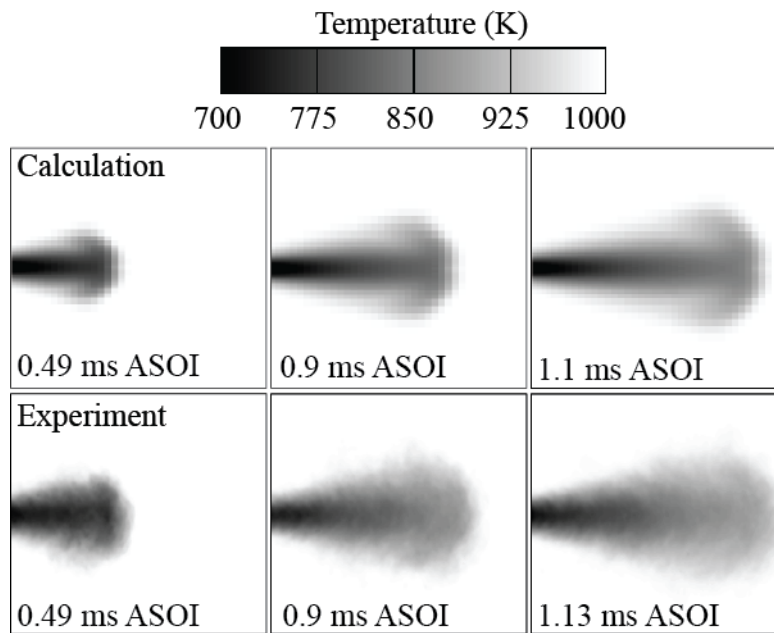 Temperature (K)
700 775 850 925 1000
Calculation
0.49 ms ASOI 0.9 ms ASOI 1.1 ms ASOI
Experiment
0.49 ms ASOI 0.9 ms ASOI 1.13 ms ASOI